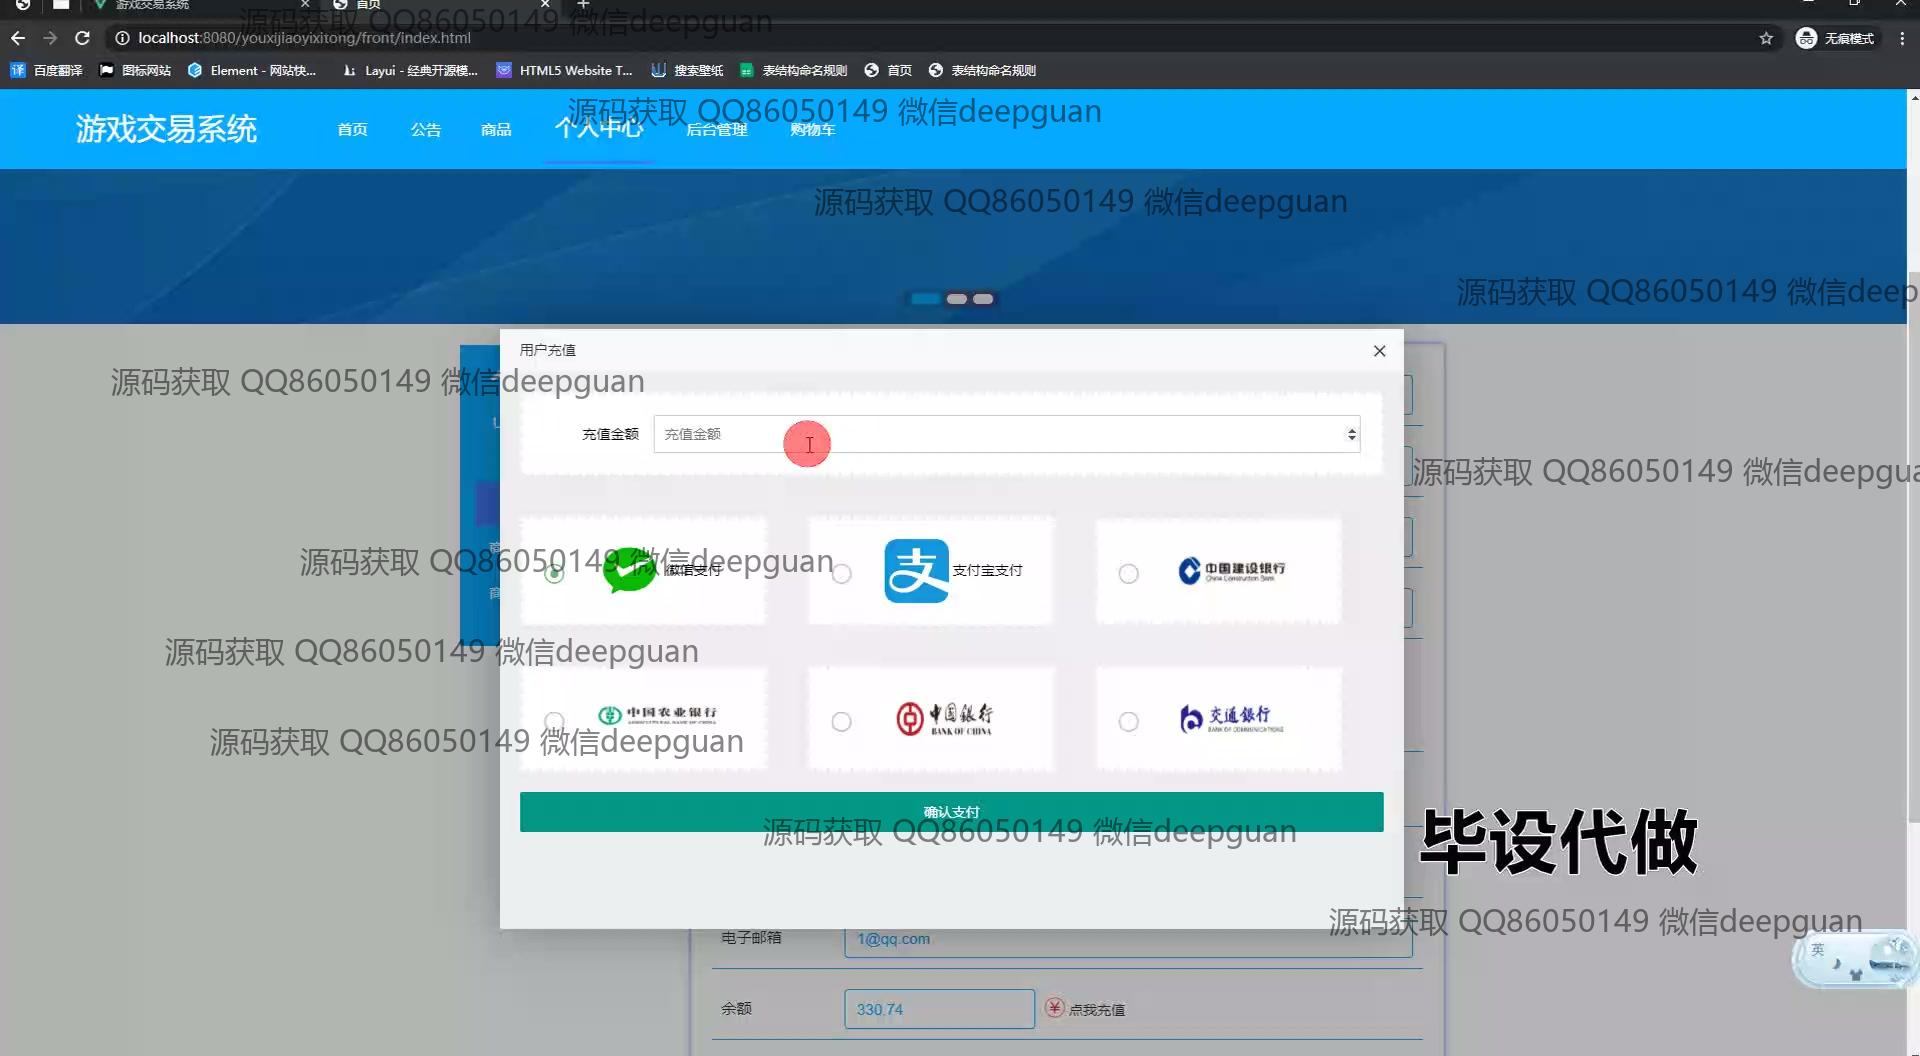 游戏交易系统
首页
localhost:8080/youxijiaoyixitong/front/index.html
无痕模式
百度翻译
图标网站
Element - 网站快...
Layui - 经典开源模...
HTML5 Website T...
搜索壁纸
表结构命名规则
首页
表结构命名规则
源码获取 QQ86050149 微信deepguan
游戏交易系统
首页
公告
商品
个人中心
后台管理
购物车
源码获取 QQ86050149 微信deepguan
源码获取 QQ86050149 微信deepguan
源码获取 QQ86050149 微信deep
用户充值
源码获取 QQ86050149 微信deepguan
充值金额
充值金额
源码获取 QQ86050149 微信deepgua
微信支付
支付宝支付
中国建设银行
China Construction Bank
源码获取 QQ86050149 微信deepguan
源码获取 QQ86050149 微信deepguan
中国农业银行
AGRICULTURAL BANK OF CHINA
中国银行
BANK OF CHINA
交通银行
BANK OF COMMUNICATIONS
源码获取 QQ86050149 微信deepguan
确认支付
源码获取 QQ86050149 微信deepguan
毕设代做
源码获取 QQ86050149 微信deepguan
电子邮箱
1@qq.com
英
余额
330.74
点我充值